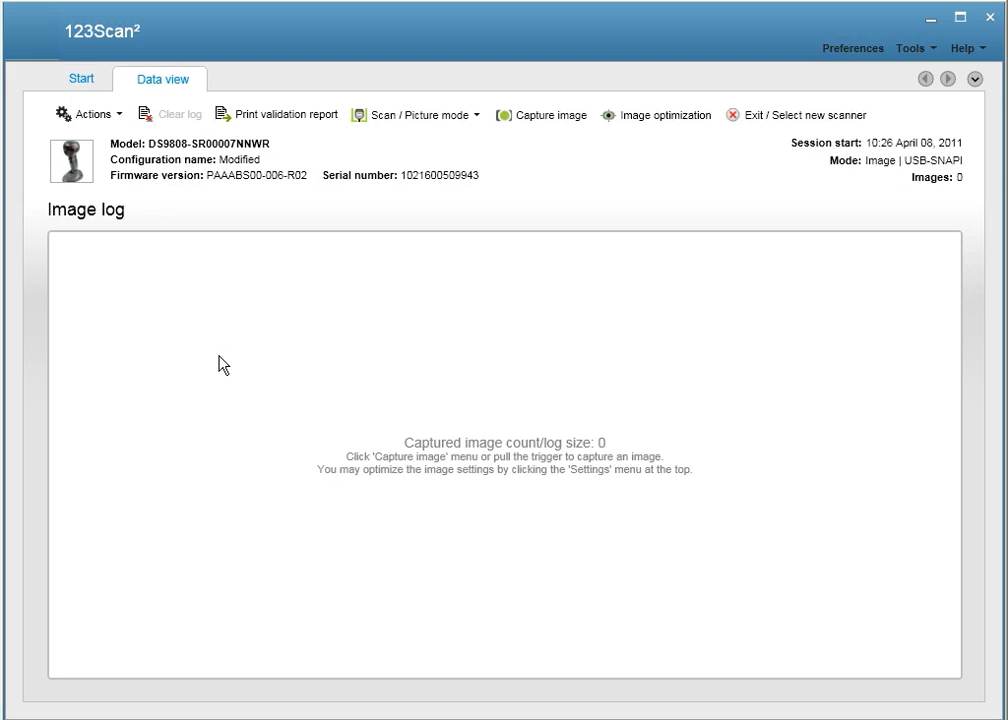 123Scan²
Preferences Tools Help
Start Data view
Actions Clear log Print validation report Scan / Picture mode Capture image Image optimization Exit / Select new scanner
Model: DS9808-SR00007NNWR Session start: 10:26 April 08, 2011
Configuration name: Modified Mode: Image | USB-SNAPI
Firmware version: PAAABS00-006-R02 Serial number: 1021600509943 Images: 0
Image log
Captured image count/log size: 0
Click 'Capture image' menu or pull the trigger to capture an image.
You may optimize the image settings by clicking the 'Settings' menu at the top.